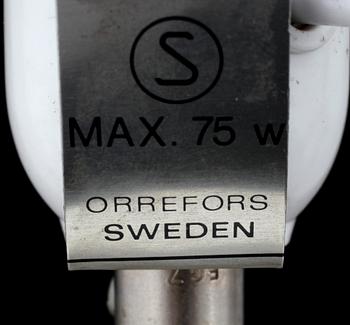 S
MAX. 75 W
ORREFORS
SWEDEN